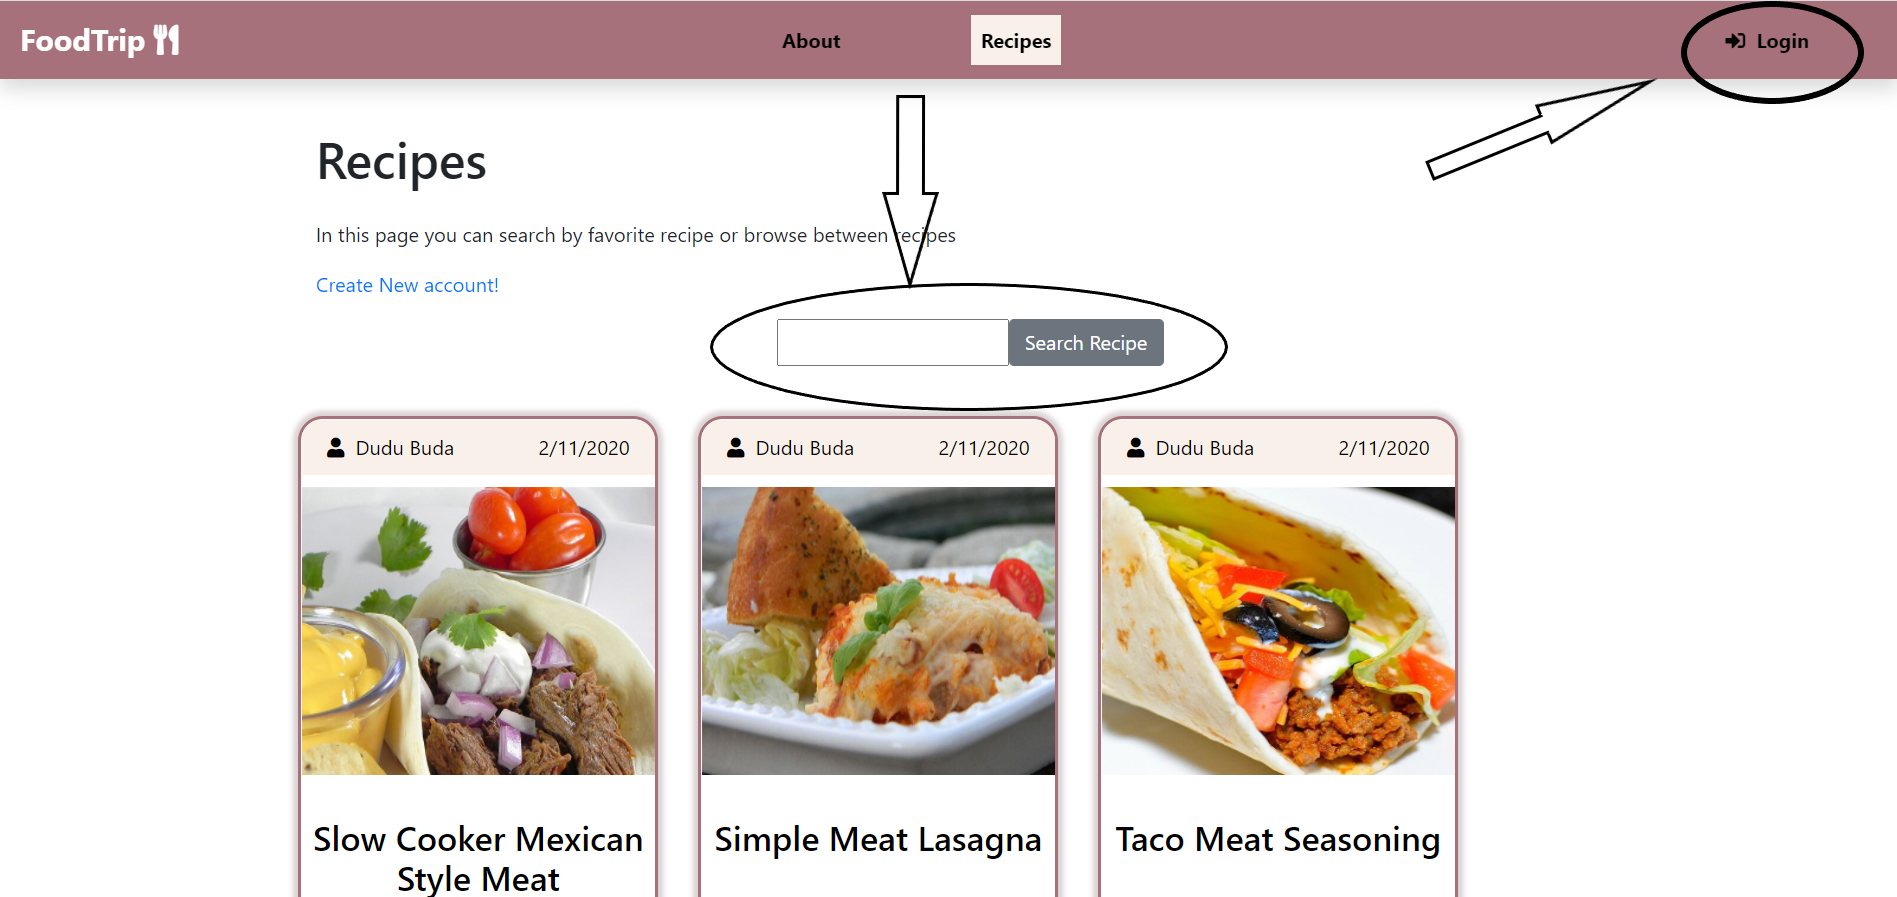 FoodTrip
About
Recipes
Login
Recipes
In this page you can search by favorite recipe or browse between recipes
Create New account!
Search Recipe
Dudu Buda 2/11/2020
Dudu Buda 2/11/2020
Dudu Buda 2/11/2020
Slow Cooker Mexican
Style Meat
Simple Meat Lasagna
Taco Meat Seasoning